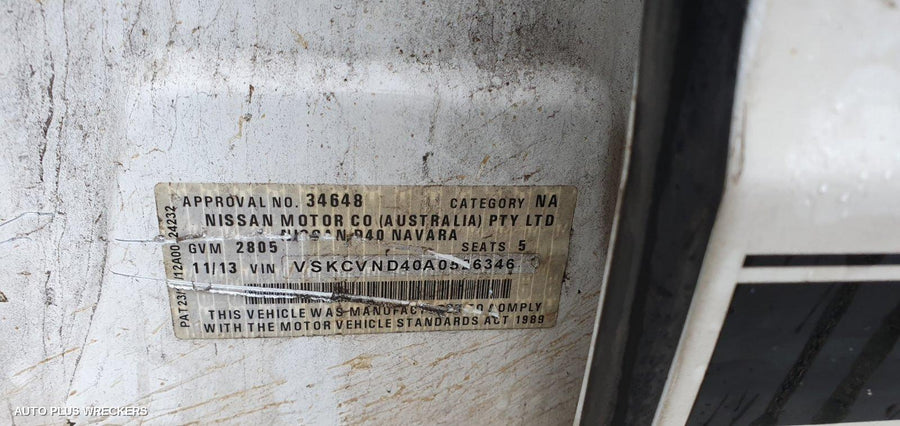 APPROVAL NO. 34648 CATEGORY NA
NISSAN MOTOR CO (AUSTRALIA) PTY LTD
NISSAN D40 NAVARA
GVM 2805 SEATS 5
11/13 VIN
THIS VEHICLE WAS MANUFACTURED TO COMPLY
WITH THE MOTOR VEHICLE STANDARDS ACT 1989
AUTO PLUS WRECKERS